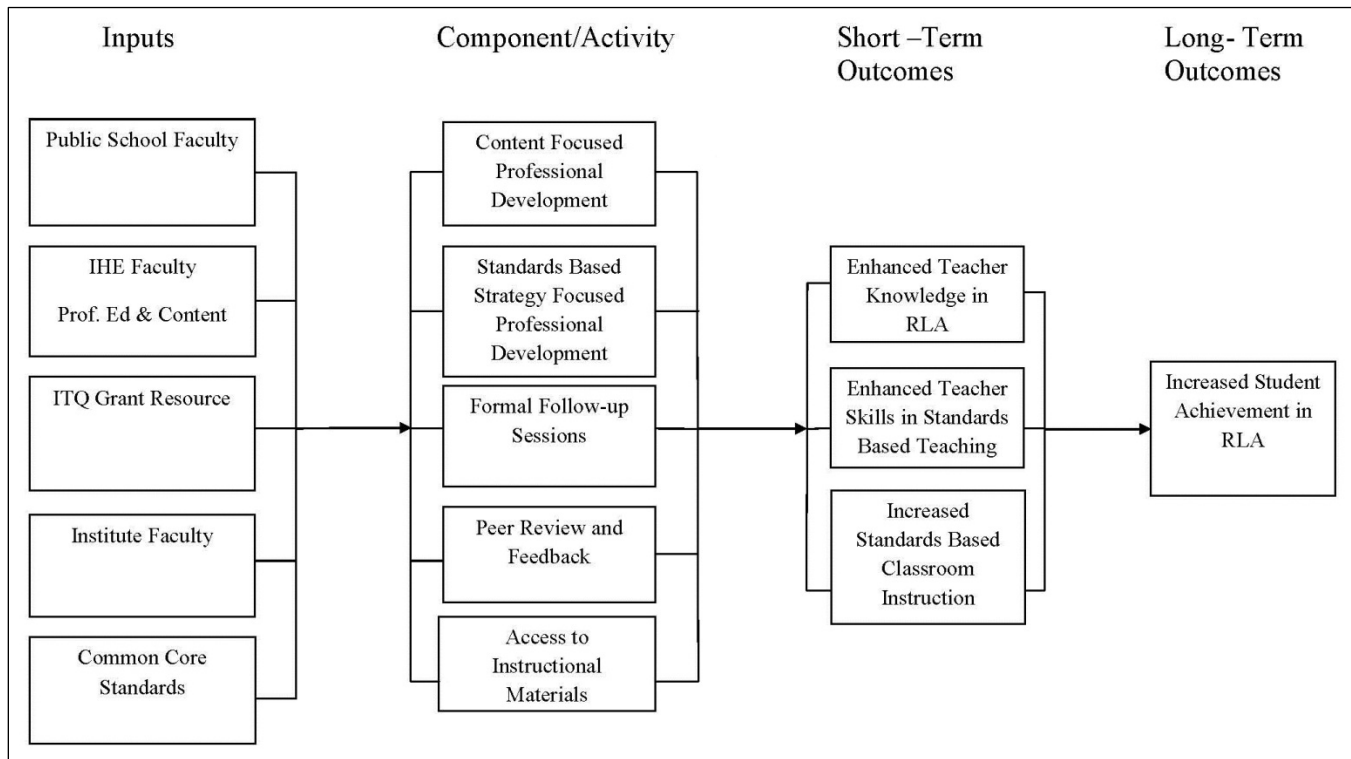 Inputs
Component/Activity
Short –Term
Outcomes
Long- Term
Outcomes
Public School Faculty
IHE Faculty
Prof. Ed & Content
ITQ Grant Resource
Institute Faculty
Common Core
Standards
Content Focused
Professional
Development
Standards Based
Strategy Focused
Professional
Development
Formal Follow-up
Sessions
Peer Review and
Feedback
Access to
Instructional
Materials
Enhanced Teacher
Knowledge in
RLA
Enhanced Teacher
Skills in Standards
Based Teaching
Increased
Standards Based
Classroom
Instruction
Increased Student
Achievement in
RLA